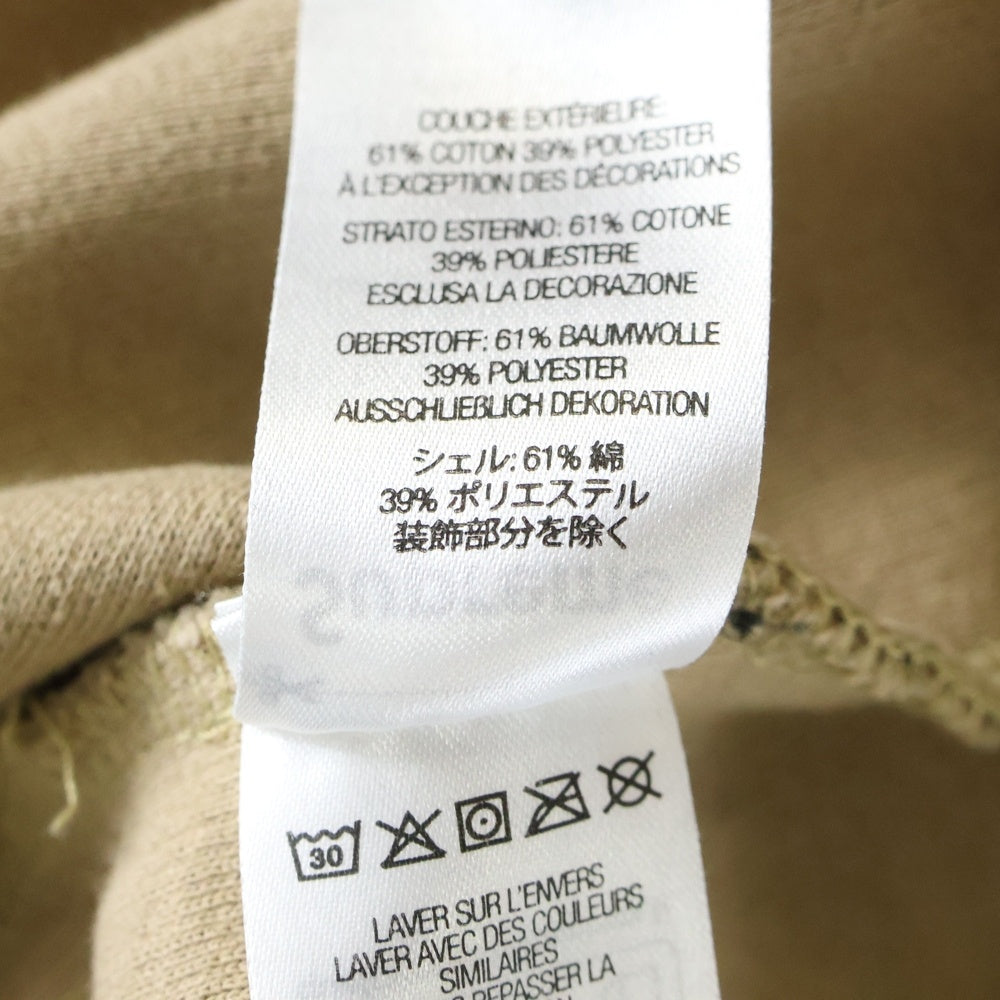 COUCHE EXTÉRIEURE
61% COTON 39% POLYESTER
À L'EXCEPTION DES DÉCORATIONS
STRATO ESTERNO: 61% COTONE
39% POLIESTERE
ESCLUSA LA DECORAZIONE
OBERSTOFF: 61% BAUMWOLLE
39% POLYESTER
AUSSCHLIEßLICH DEKORATION
シェル: 61% 綿
39% ポリエステル
装飾部分を除く
30
LAVER SUR L'ENVERS
LAVER AVEC DES COULEURS
SIMILAIRES
REPASSER LA